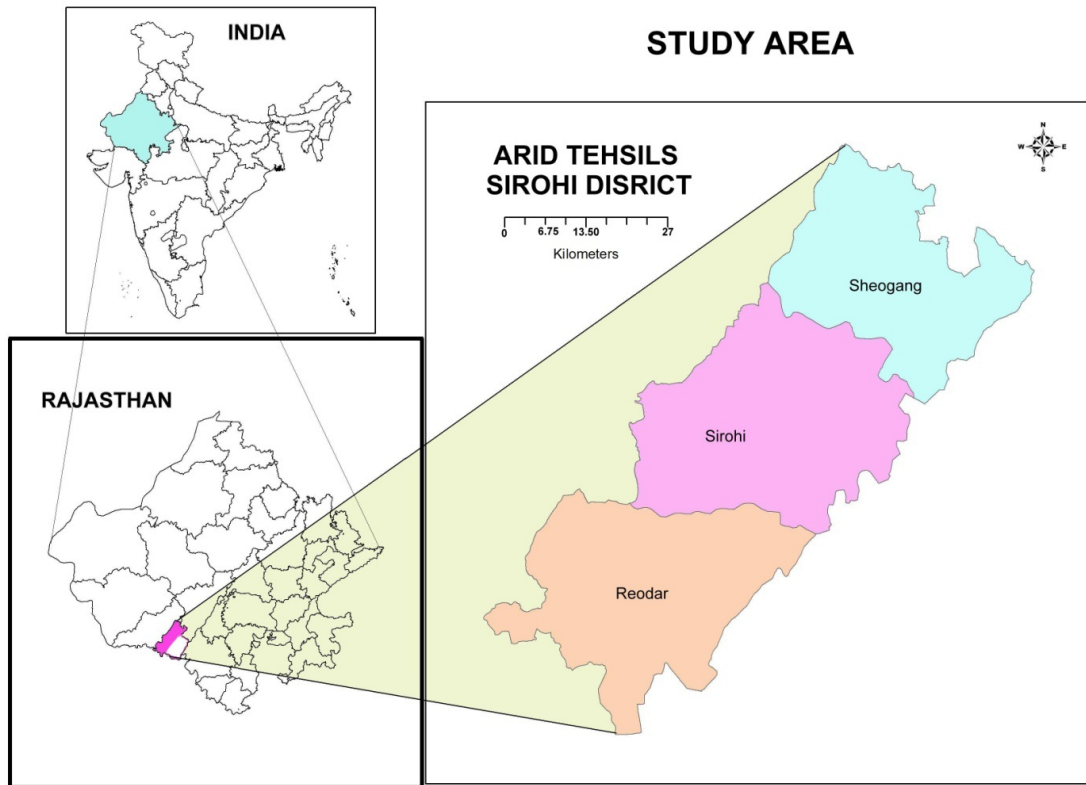 INDIA
STUDY AREA
ARID TEHSILS
SIROHI DISRICT
0 6.75 13.50 27
Kilometers
N
W E
S
Sheogang
Sirohi
Reodar
RAJASTHAN